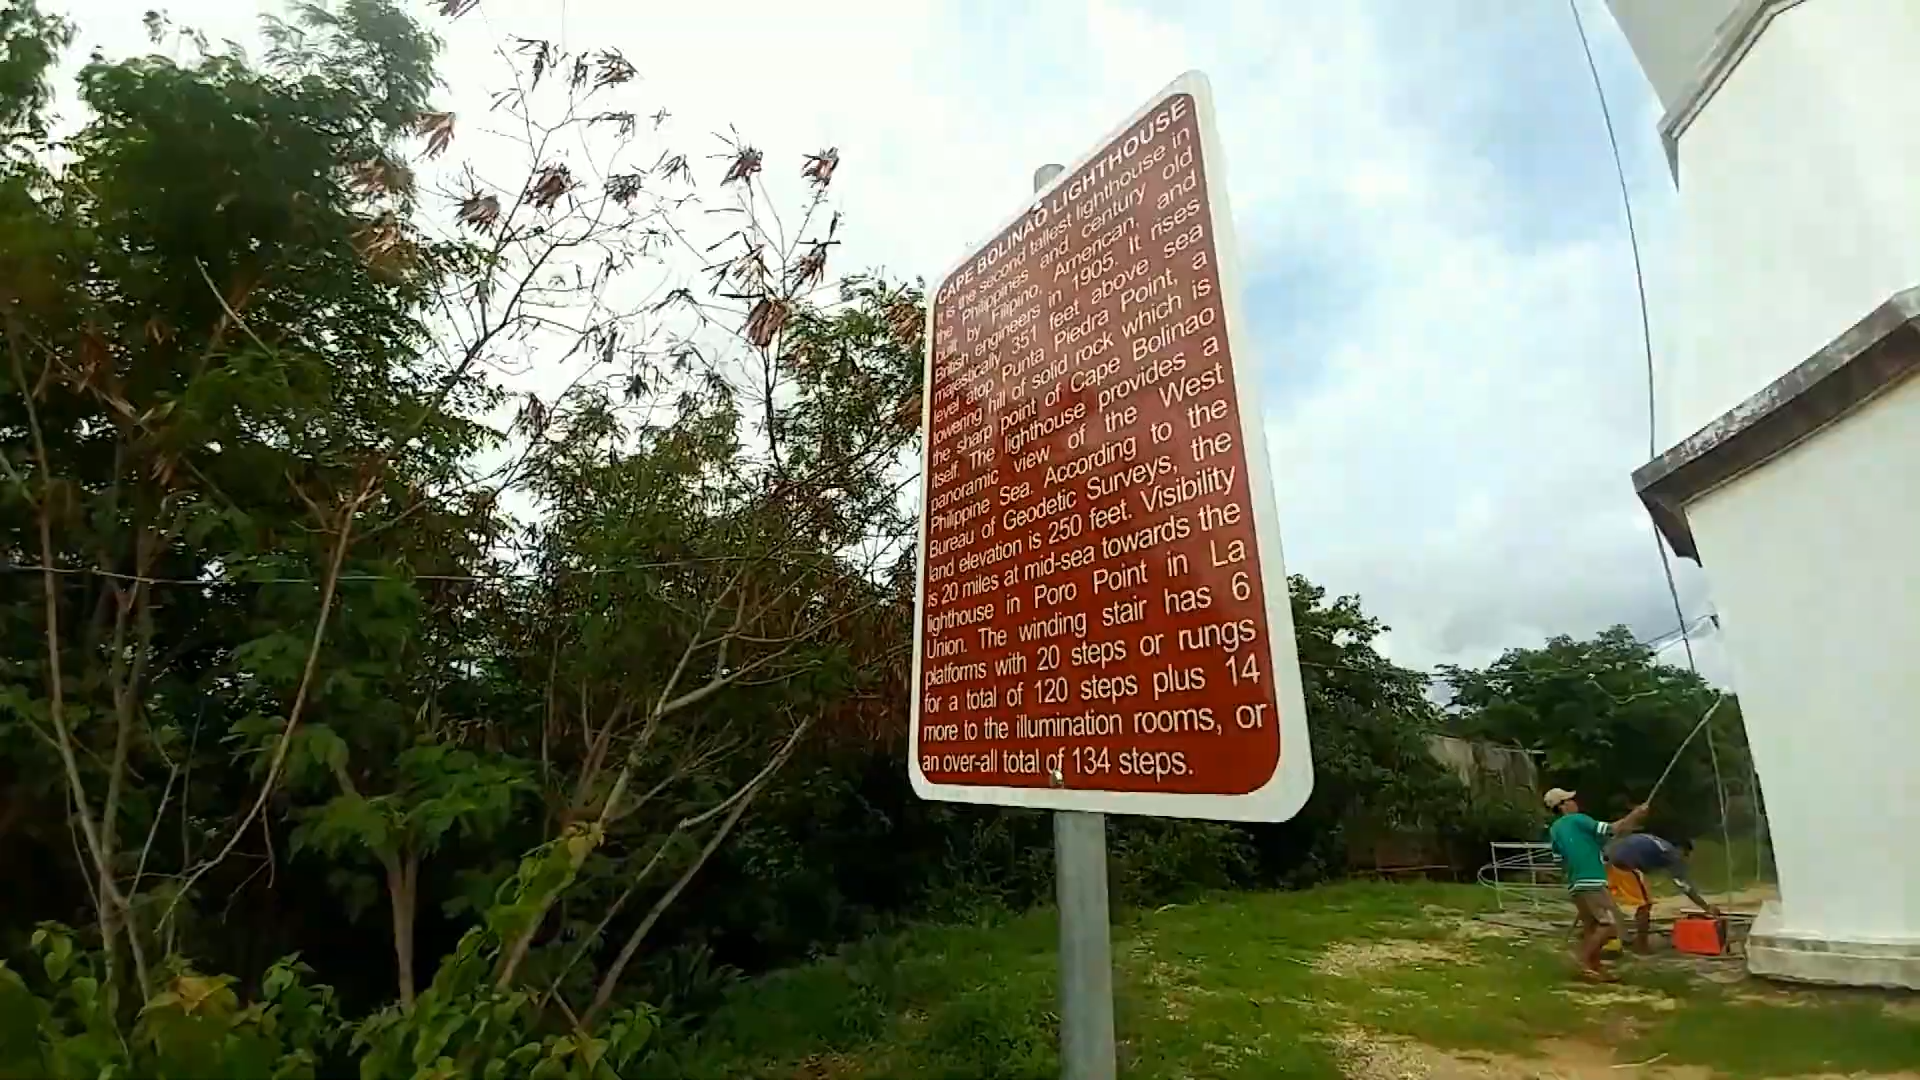 CAPE BOLINAO LIGHTHOUSE
It is the second tallest lighthouse in
the Philippines and century old
built by Filipino, American, and
British engineers in 1905. It rises
majestically 351 feet above sea
level atop Punta Piedra Point, a
towering hill of solid rock which is
the sharp point of Cape Bolinao
itself. The lighthouse provides a
panoramic view of the West
Philippine Sea. According to the
Bureau of Geodetic Surveys, the
land elevation is 250 feet. Visibility
is 20 miles at mid-sea towards the
lighthouse in Poro Point in La
Union. The winding stair has 6
platforms with 20 steps or rungs
for a total of 120 steps plus 14
more to the illumination rooms, or
an over-all total of 134 steps.